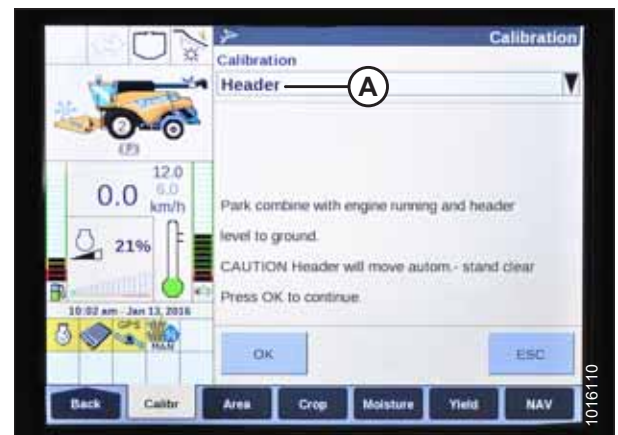 Calibration
Calibration
Header
A
Park combine with engine running and header
level to ground.
CAUTION Header will move autom.- stand clear
Press OK to continue
OK
ESC
2
(P)
12.0
6.0
0.0 km/h
21%
10:02 am Jan 13, 2016
GPS
MAN
Back
Calibr
Area
Crop
Moisture
Yield
NAV
1016110